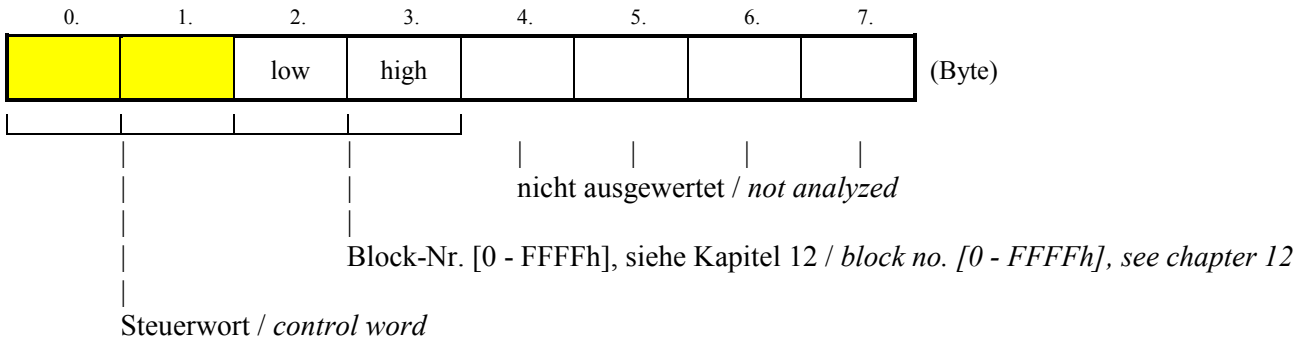 0. 1. 2. 3. 4. 5. 6. 7.
low high (Byte)
nicht ausgewertet / not analyzed
Block-Nr. [0 - FFFFh], siehe Kapitel 12 / block no. [0 - FFFFh], see chapter 12
Steuerwort / control word